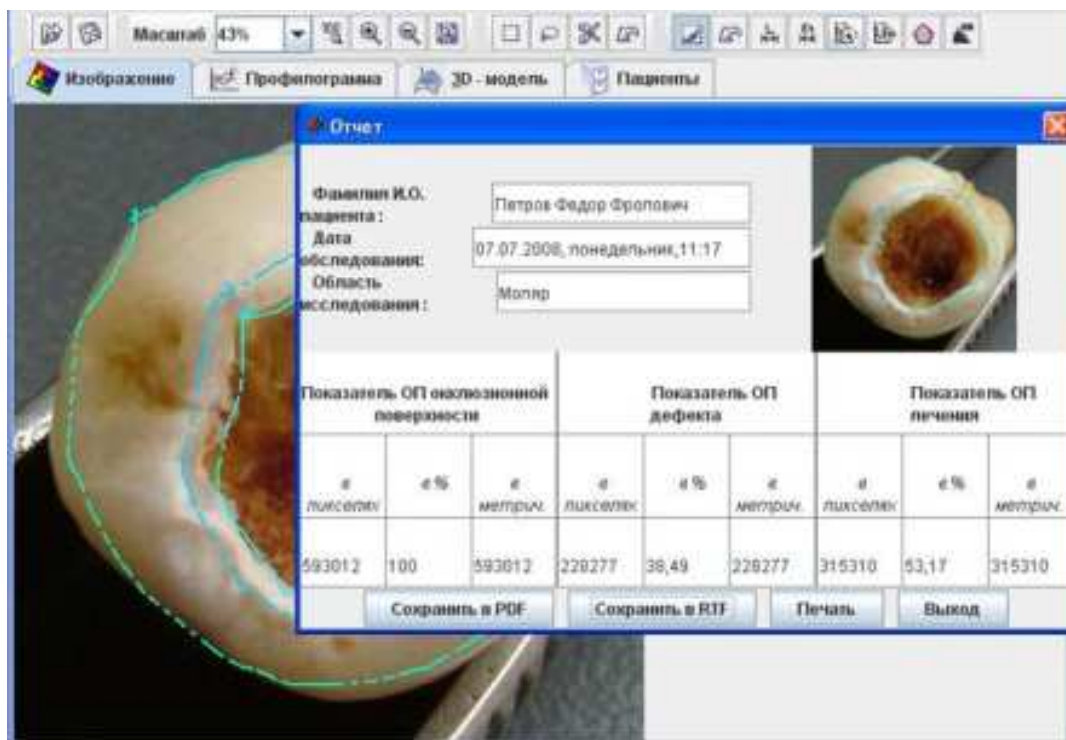 Масштаб 43%
Изображение Профилограмма 3D - модель Пациенты
Отчет
Фамилия И.О.
пациента :
Петров Федор Фролович
Дата
обследования:
07.07.2008, понедельник,11:17
Область
исследования :
Моляр
Показатель ОП окклюзионной
поверхности
Показатель ОП
дефекта
Показатель ОП
лечения
в
пикселях
в %
в
метрич.
в
пикселях
в %
в
метрич.
в
пикселях
в %
в
метрич.
593012 100 593012 228277 38,49 228277 315310 53,17 315310
Сохранить в PDF Сохранить в RTF Печать Выход